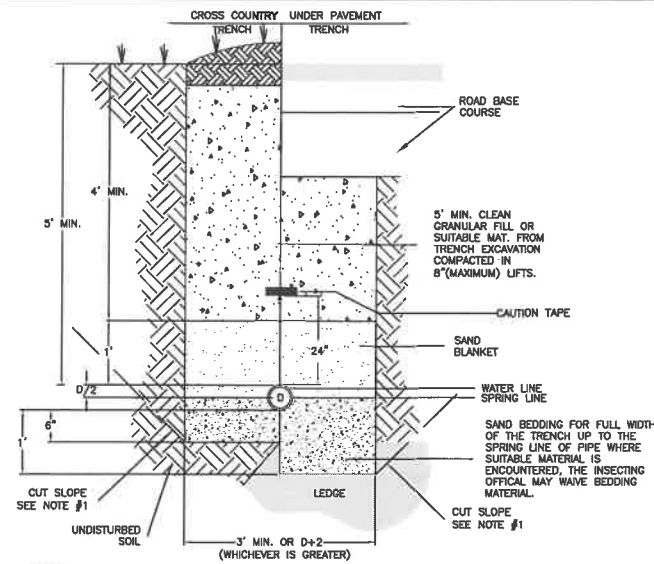 CROSS COUNTRY UNDER PAVEMENT
TRENCH TRENCH
ROAD BASE
COURSE
4' MIN.
5' MIN.
5' MIN. CLEAN
GRANULAR FILL OR
SUITABLE MAT. FROM
TRENCH EXCAVATION
COMPACTED IN
8"(MAXIMUM) LIFTS.
CAUTION TAPE
1'
24"
SAND
BLANKET
D/2
D
WATER LINE
SPRING LINE
6"
1'
SAND BEDDING FOR FULL WIDTH
OF THE TRENCH UP TO THE
SPRING LINE OF PIPE WHERE
SUITABLE MATERIAL IS
ENCOUNTERED, THE INSECTING
OFFICAL MAY WAIVE BEDDING
MATERIAL.
CUT SLOPE
SEE NOTE #1
LEDGE
CUT SLOPE
SEE NOTE #1
UNDISTURBED
SOIL
3' MIN. OR D+2
(WHICHEVER IS GREATER)